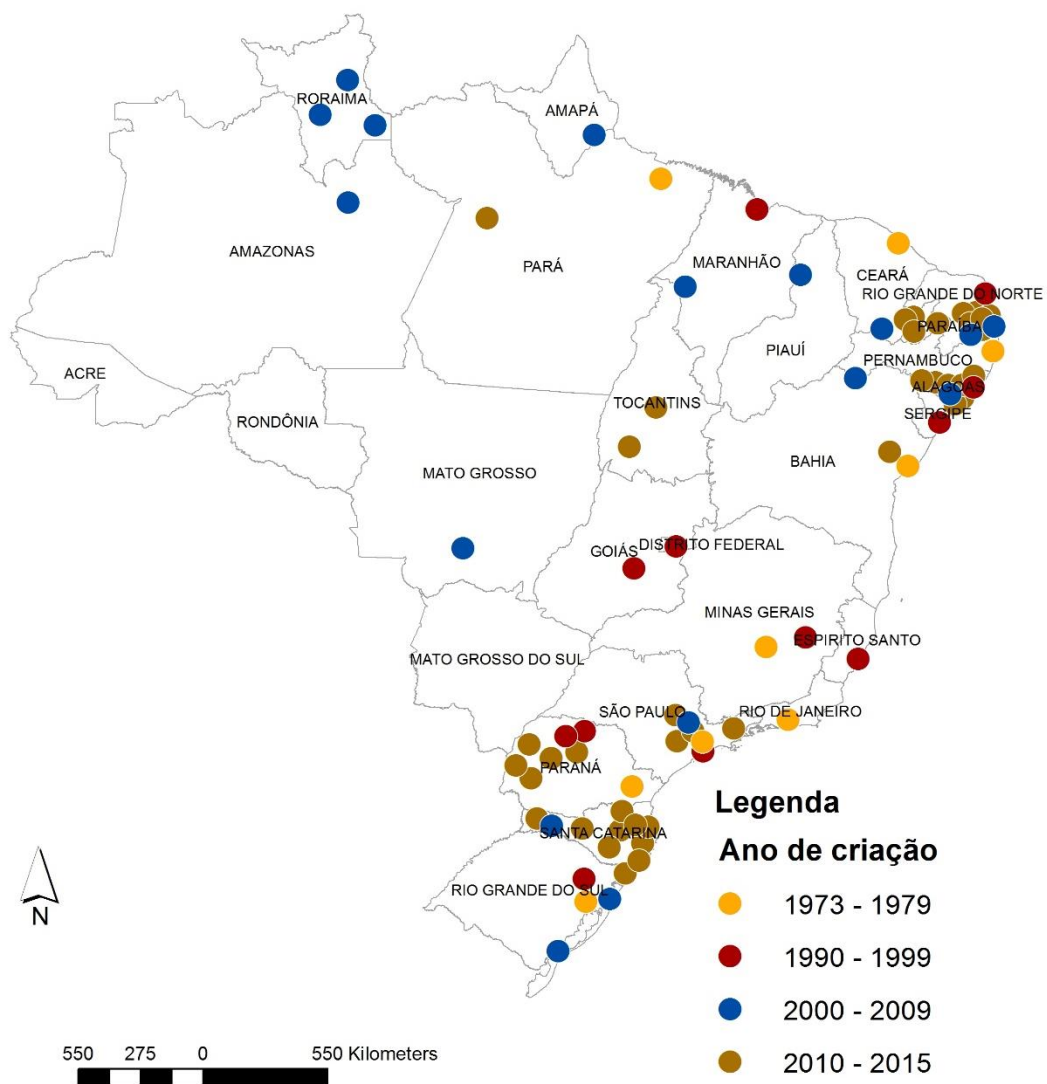 RORAIMA
AMAPÁ
AMAZONAS
PARÁ
MARANHÃO
CEARÁ
RIO GRANDE DO NORTE
PARAÍBA
PIAUÍ
PERNAMBUCO
ACRE
ALAGOAS
TOCANTINS
SERGIPE
RONDÔNIA
BAHIA
MATO GROSSO
GOIÁS
DISTRITO FEDERAL
MINAS GERAIS
ESPIRITO SANTO
MATO GROSSO DO SUL
SÃO PAULO
RIO DE JANEIRO
PARANÁ
SANTA CATARINA
RIO GRANDE DO SUL
N
Legenda
Ano de criação
1973 - 1979
1990 - 1999
2000 - 2009
2010 - 2015
550 275 0 550 Kilometers